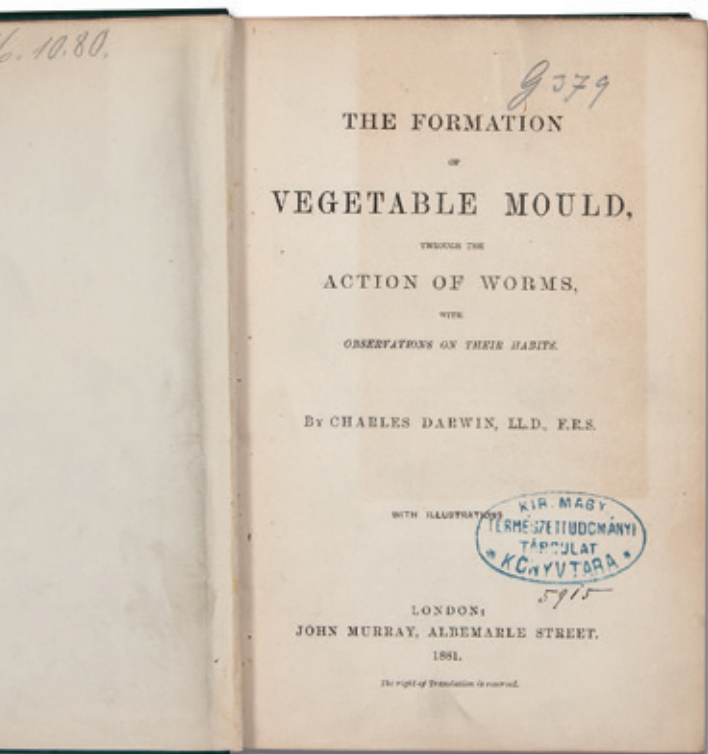 10.80.
G 379
THE FORMATION
OF
VEGETABLE MOULD,
THROUGH THE
ACTION OF WORMS,
WITH
OBSERVATIONS ON THEIR HABITS.
BY CHARLES DARWIN, LL.D., F.R.S.
WITH ILLUSTRATIONS
KIR. MAGY.
TERMÉSZETTUDOMÁNYI
TÁRSULAT
KÖNYVTÁRA
5915
LONDON:
JOHN MURRAY, ALBEMARLE STREET.
1881.
The right of Translation is reserved.